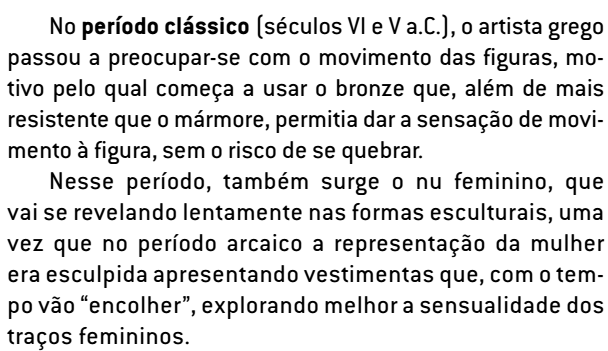 No período clássico (séculos VI e V a.C.), o artista grego
passou a preocupar-se com o movimento das figuras, mo-
tivo pelo qual começa a usar o bronze que, além de mais
resistente que o mármore, permitia dar a sensação de movi-
mento à figura, sem o risco de se quebrar.
Nesse período, também surge o nu feminino, que
vai se revelando lentamente nas formas esculturais, uma
vez que no período arcaico a representação da mulher
era esculpida apresentando vestimentas que, com o tem-
po vão “encolher”, explorando melhor a sensualidade dos
traços femininos.